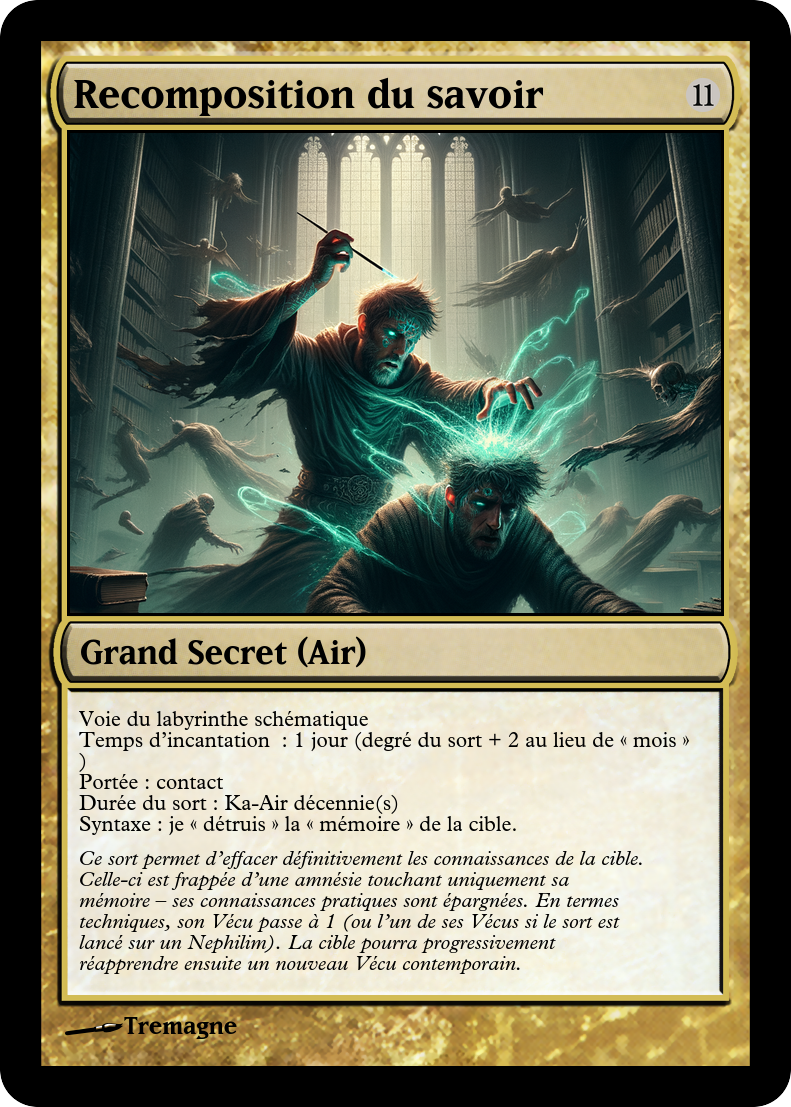 Recomposition du savoir
11
Grand Secret (Air)
Voie du labyrinthe schématique
Temps d'incantation  : 1 jour (degré du sort + 2 au lieu de « mois »
)
Portée : contact
Durée du sort : Ka-Air décennie(s)
Syntaxe : je « détruis » la « mémoire » de la cible.
Ce sort permet d'effacer définitivement les connaissances de la cible.
Celle-ci est frappée d'une amnésie touchant uniquement sa
mémoire – ses connaissances pratiques sont épargnées. En termes
techniques, son Vécu passe à 1 (ou l'un de ses Vécus si le sort est
lancé sur un Nephilim). La cible pourra progressivement
réapprendre ensuite un nouveau Vécu contemporain.
Tremagne